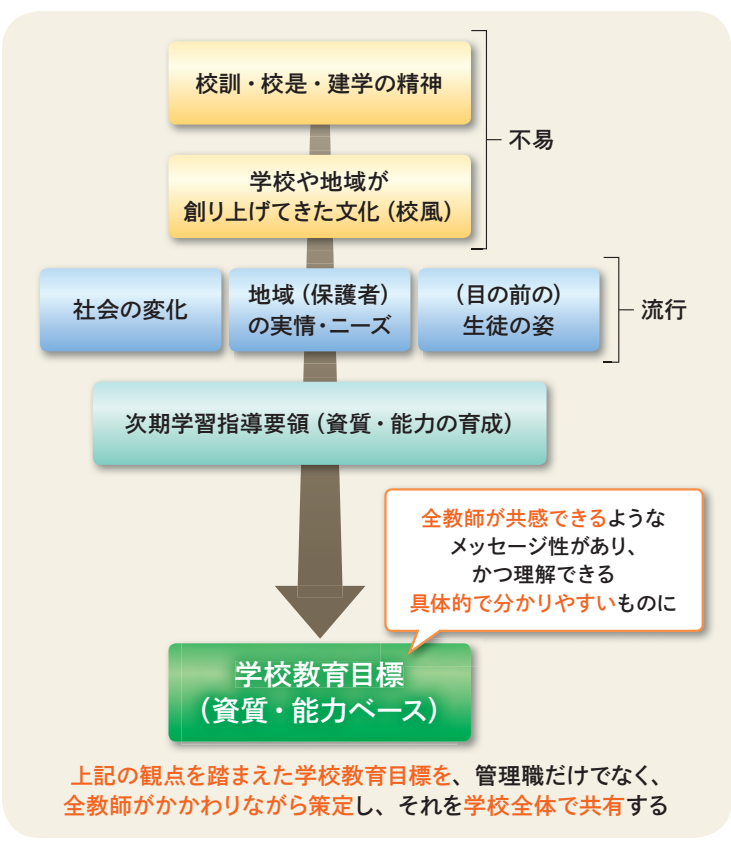 校訓・校是・建学の精神
不易
学校や地域が
創り上げてきた文化（校風）
社会の変化
地域（保護者）
の実情・ニーズ
（目の前の）
生徒の姿
流行
次期学習指導要領（資質・能力の育成）
全教師が共感できるような
メッセージ性があり、
かつ理解できる
具体的で分かりやすいものに
学校教育目標
（資質・能力ベース）
上記の観点を踏まえた学校教育目標を、管理職だけでなく、
全教師がかかわりながら策定し、それを学校全体で共有する